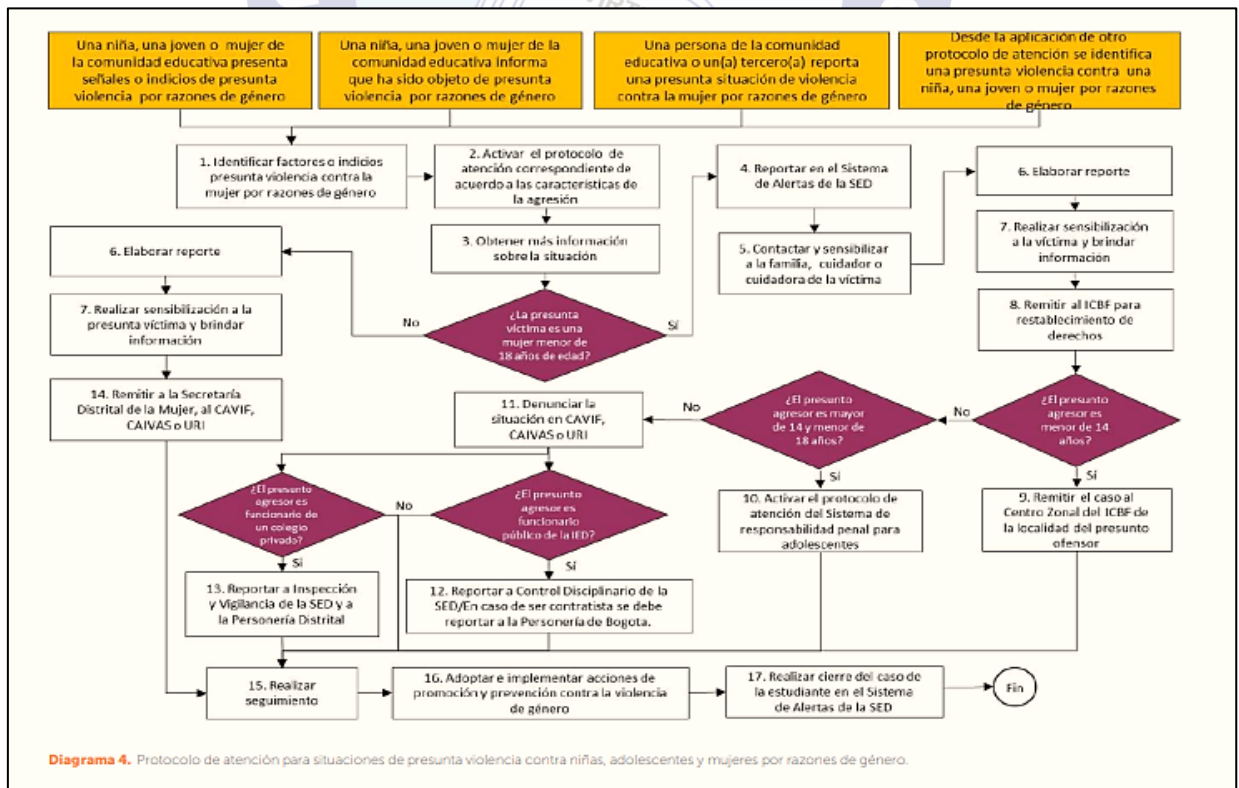 Una niña, una joven o mujer de
la comunidad educativa presenta
señales o indicios de presunta
violencia por razones de género
Una niña, una joven o mujer de la
comunidad educativa informa
que ha sido objeto de presunta
violencia por razones de género
Una persona de la comunidad
educativa o un(a) tercero(a) reporta
una presunta situación de violencia
contra la mujer por razones de género
Desde la aplicación de otro
protocolo de atención se identifica
una presunta violencia contra una
niña, una joven o mujer por razones
de género
1. Identificar factores o indicios
presunta violencia contra la
mujer por razones de género
2. Activar el protocolo de
atención correspondiente de
acuerdo a las características de
la agresión
4. Reportar en el Sistema
de Alertas de la SED
6. Elaborar reporte
6. Elaborar reporte
3. Obtener más información
sobre la situación
5. Contactar y sensibilizar
a la familia, cuidador o
cuidadora de la víctima
7. Realizar sensibilización
a la víctima y brindar
información
7. Realizar sensibilización a la
presunta víctima y brindar
información
No
¿La presunta
víctima es una
mujer menor de
18 años de edad?
Sí
8. Remitir al ICBF para
restablecimiento de
derechos
14. Remitir a la Secretaría
Distrital de la Mujer, al CAVIF,
CAIVAS o URI
11. Denunciar la
situación en CAVIF,
CAIVAS o URI
No
¿El presunto
agresor es mayor
de 14 y menor de
18 años?
No
¿El presunto
agresor es
menor de 14
años?
Sí
Sí
¿El presunto
agresor es
funcionario de
un colegio
privado?
No
¿El presunto
agresor es
funcionario
público de la IED?
10. Activar el protocolo de
atención del Sistema de
responsabilidad penal para
adolescentes
9. Remitir el caso al
Centro Zonal del ICBF de
la localidad del presunto
ofensor
Sí
Sí
13. Reportar a Inspección
y Vigilancia de la SED y a
la Personería Distrital
12. Reportar a Control Disciplinario de la
SED/En caso de ser contratista se debe
reportar a la Personería de Bogota.
15. Realizar
seguimiento
16. Adoptar e implementar acciones de
promoción y prevención contra la violencia
de género
17. Realizar cierre del caso de
la estudiante en el Sistema
de Alertas de la SED
Fin
Diagrama 4. Protocolo de atención para situaciones de presunta violencia contra niñas, adolescentes y mujeres por razones de género.